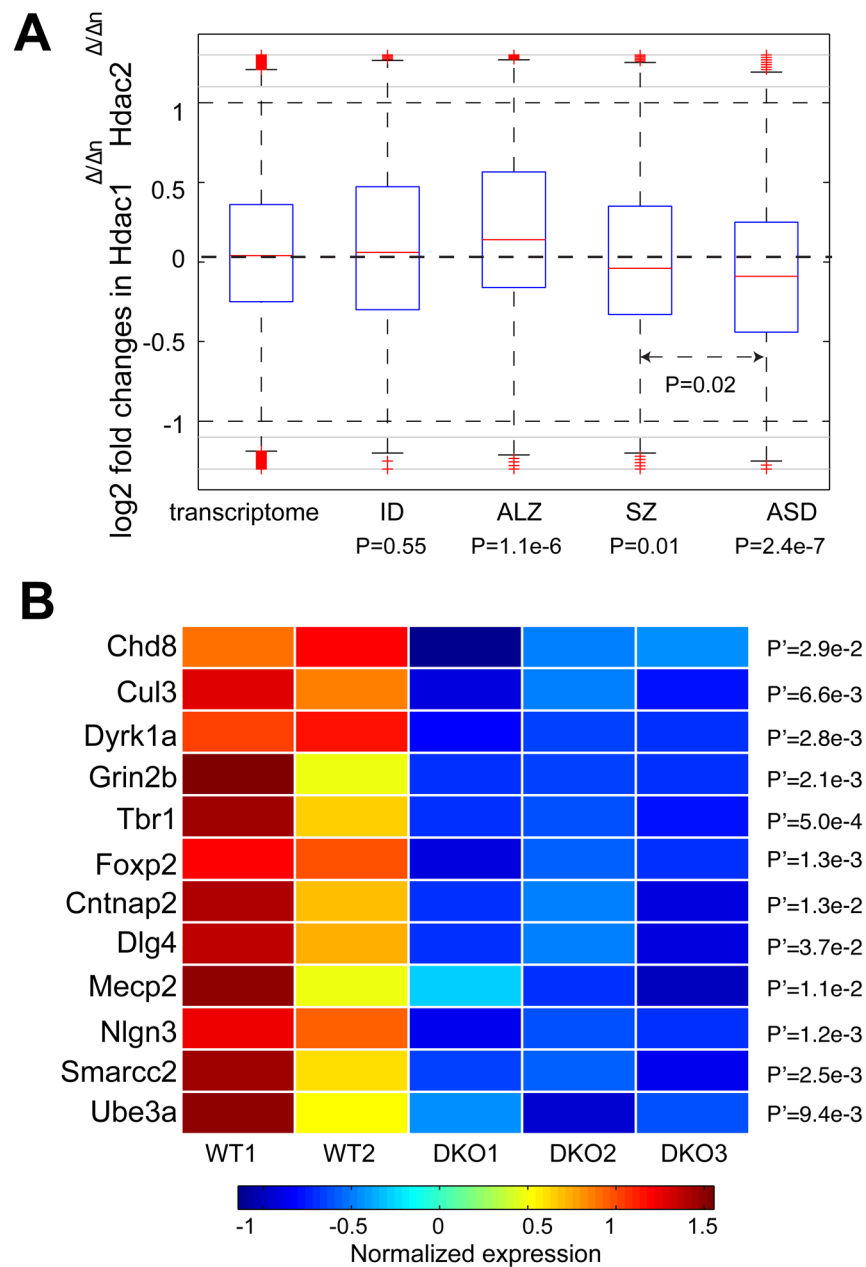 A
log2 fold changes in Hdac1 Δ/Δn Hdac2 Δ/Δn
1
0.5
0
-0.5
-1
P=0.02
transcriptome ID ALZ SZ ASD
P=0.55 P=1.1e-6 P=0.01 P=2.4e-7
B
Chd8 P'=2.9e-2
Cul3 P'=6.6e-3
Dyrk1a P'=2.8e-3
Grin2b P'=2.1e-3
Tbr1 P'=5.0e-4
Foxp2 P'=1.3e-3
Cntnap2 P'=1.3e-2
Dlg4 P'=3.7e-2
Mecp2 P'=1.1e-2
Nlgn3 P'=1.2e-3
Smarcc2 P'=2.5e-3
Ube3a P'=9.4e-3
WT1 WT2 DKO1 DKO2 DKO3
-1 -0.5 0 0.5 1 1.5
Normalized expression